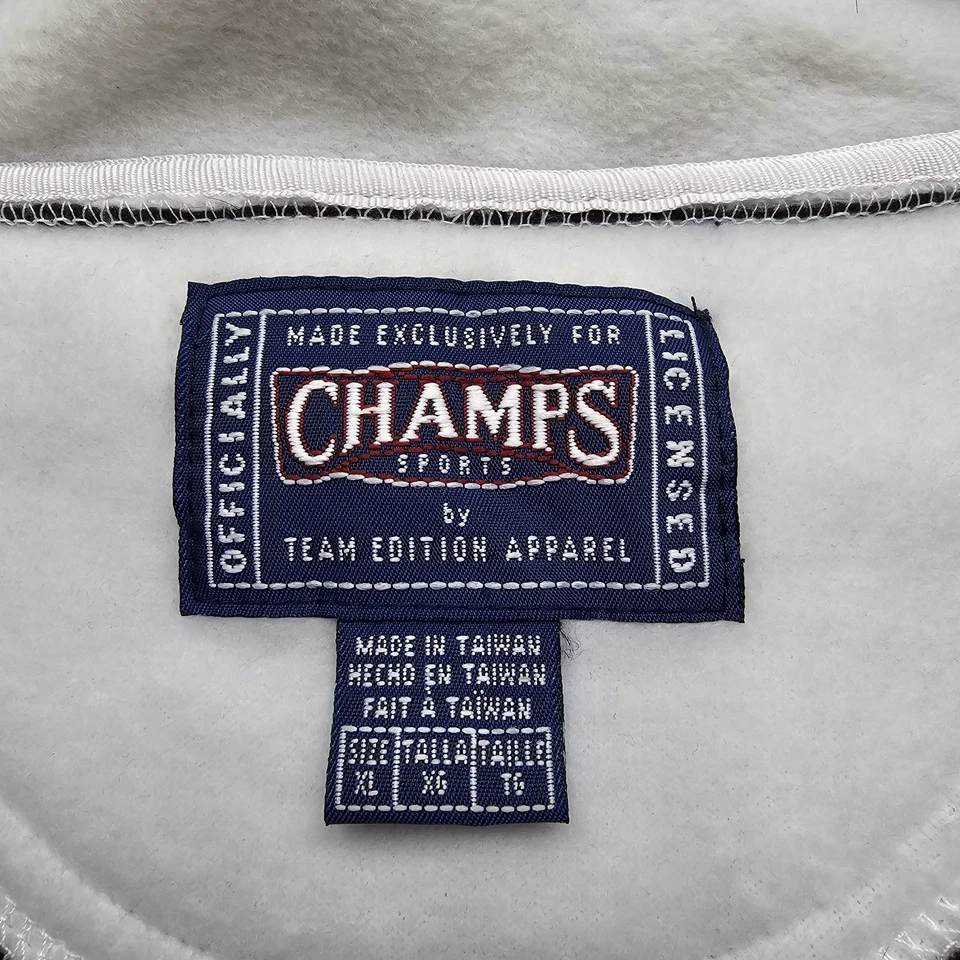 MADE EXCLUSIVELY FOR
OFFICIALLY
CHAMPS
SPORTS
LICENSED
by
TEAM EDITION APPAREL
MADE IN TAIWAN
HECHO EN TAIWAN
FAIT À TAÏWAN
SIZE TALLA TAILLE
XL XG TG